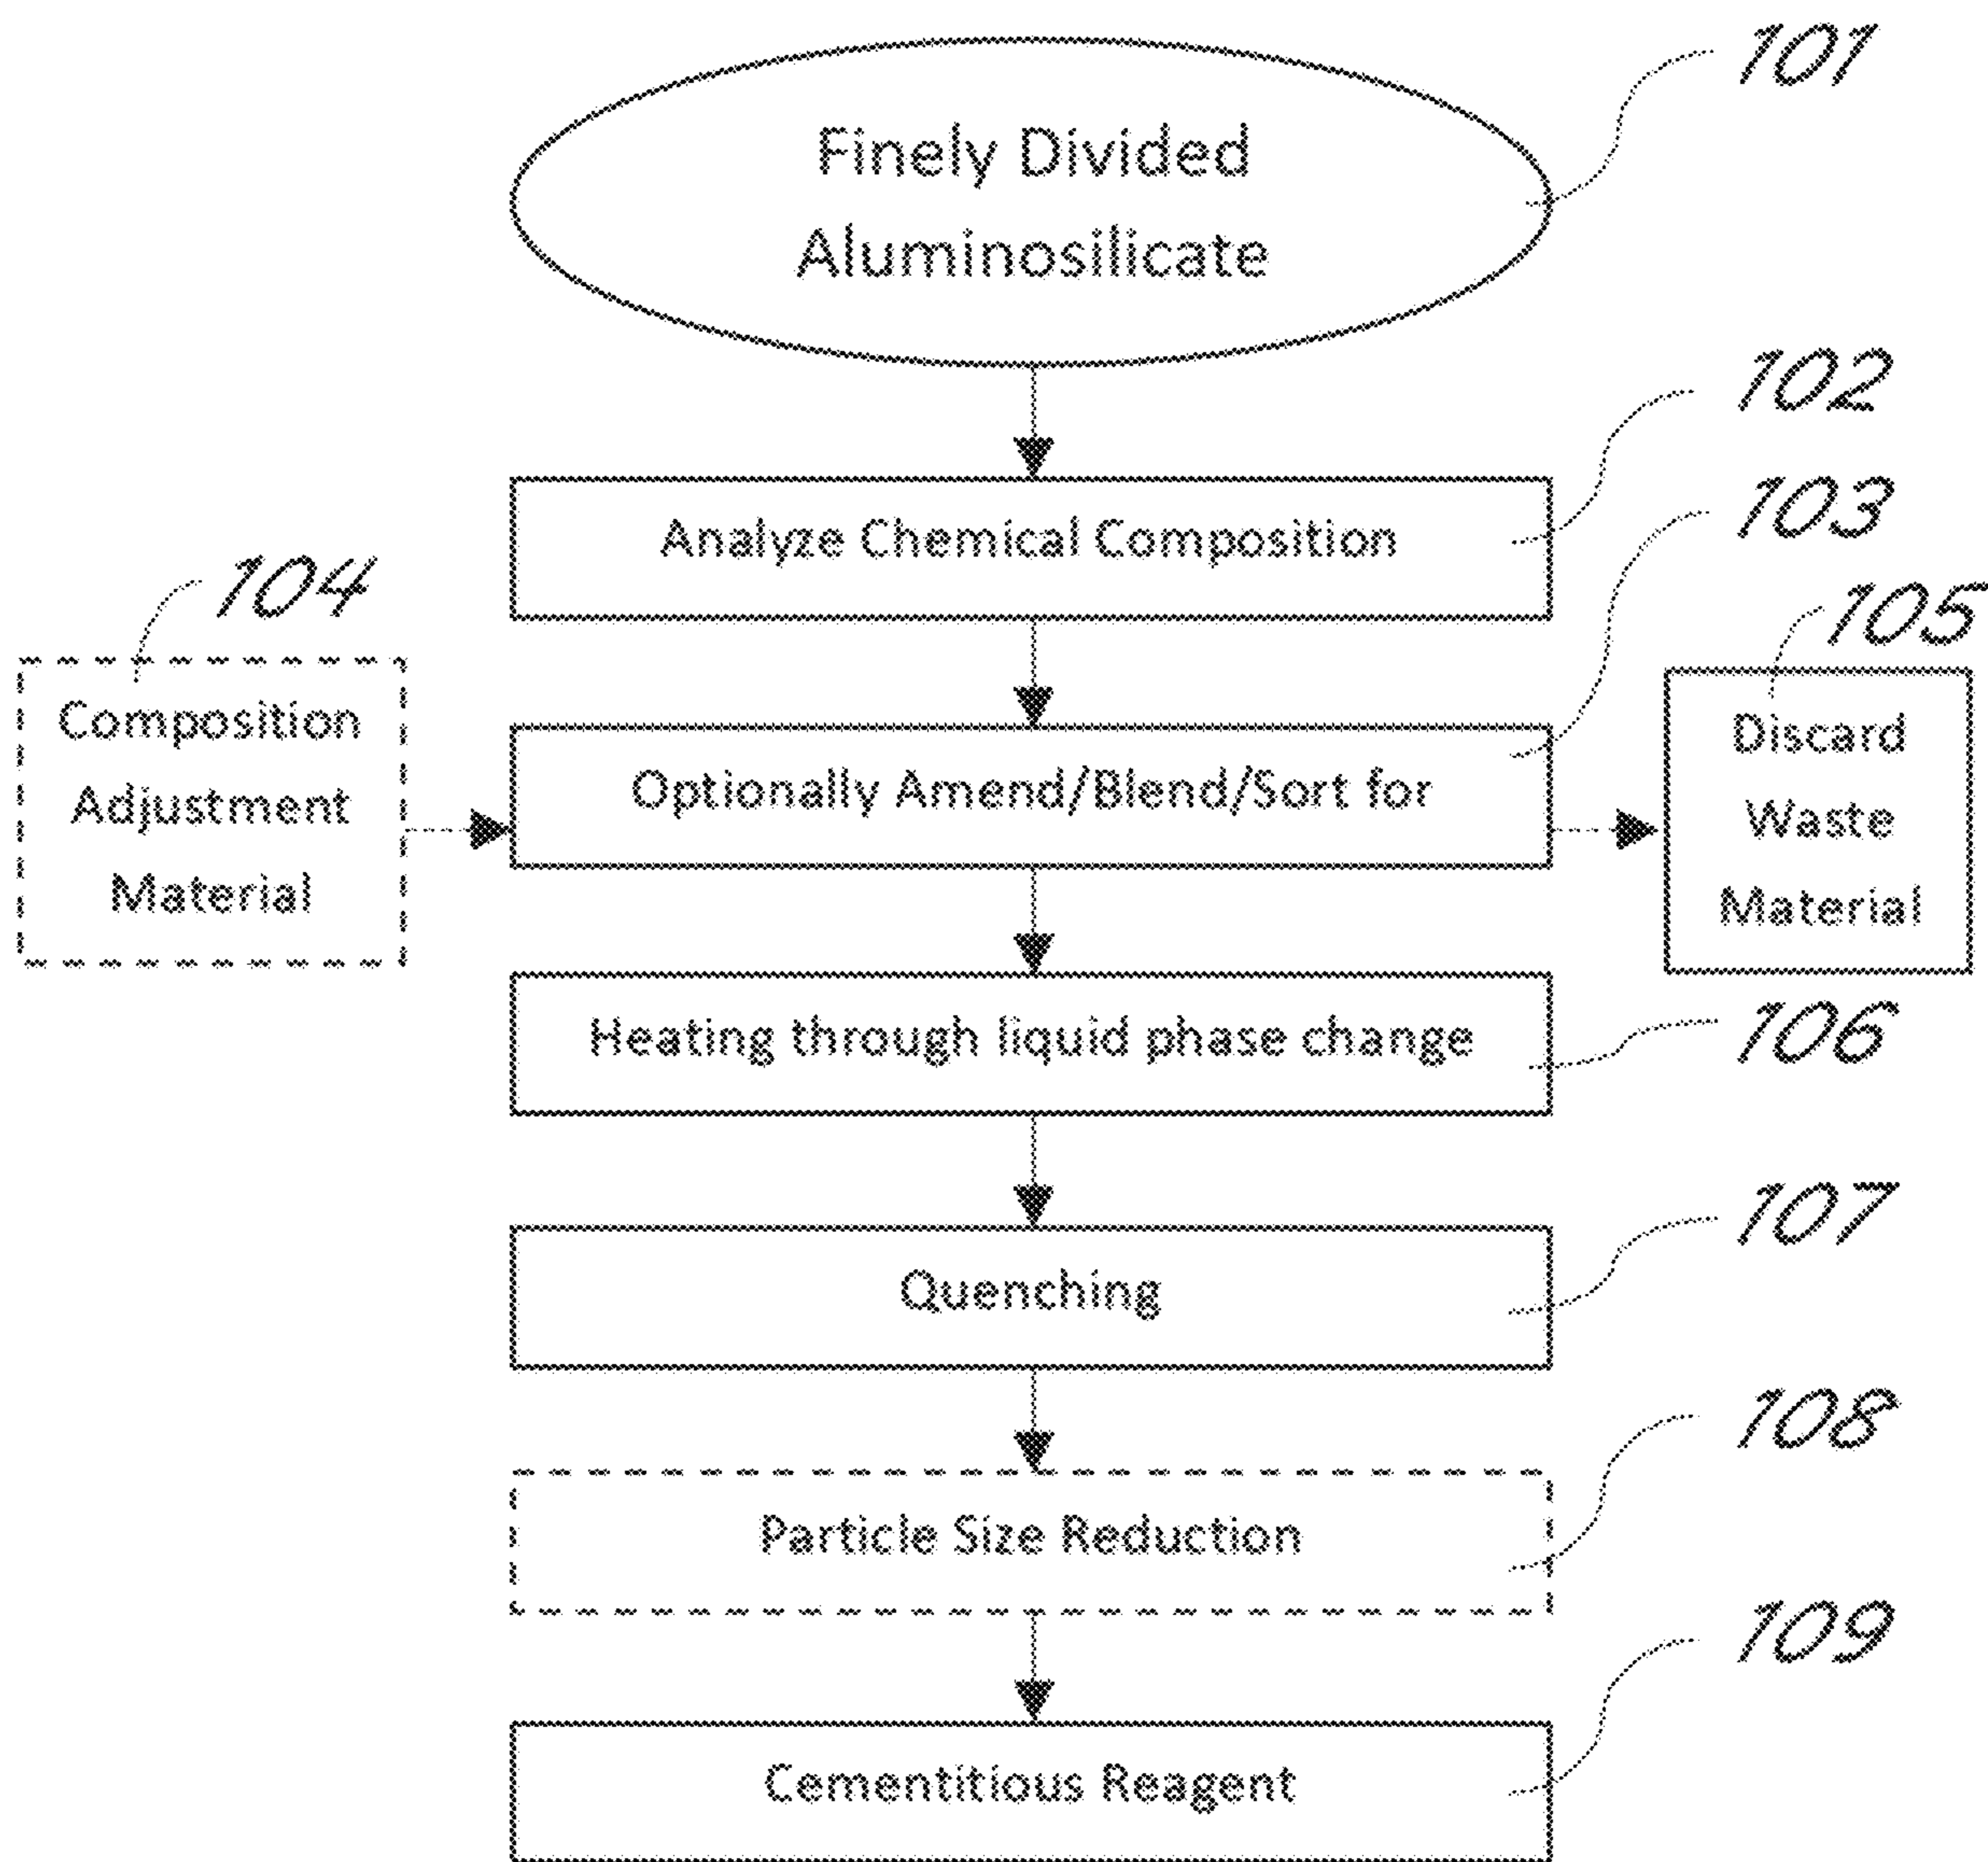 101
Finely Divided
Aluminosilicate
102
Analyze Chemical Composition
103
104
Composition
Adjustment
Material
Optionally Amend/Blend/Sort for
105
Discard
Waste
Material
106
Heating through liquid phase change
107
Quenching
108
Particle Size Reduction
109
Cementitious Reagent